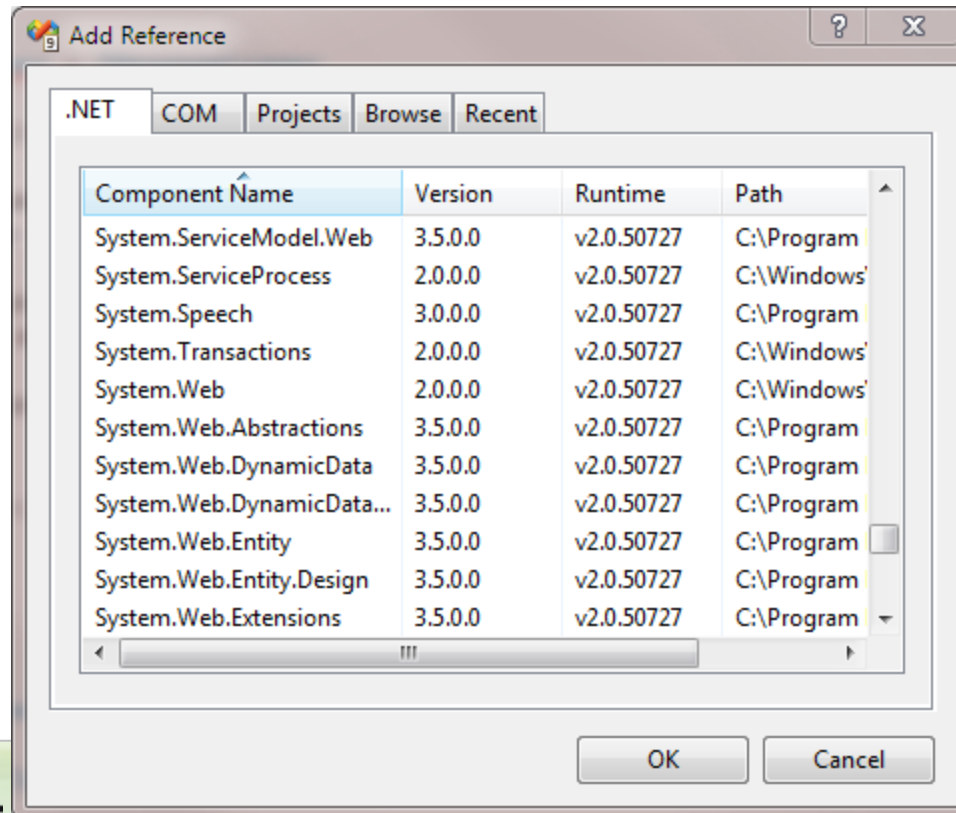 9 Add Reference
.NET COM Projects Browse Recent
Component Name Version Runtime Path
System.ServiceModel.Web 3.5.0.0 v2.0.50727 C:\Program
System.ServiceProcess 2.0.0.0 v2.0.50727 C:\Windows\
System.Speech 3.0.0.0 v2.0.50727 C:\Program
System.Transactions 2.0.0.0 v2.0.50727 C:\Windows\
System.Web 2.0.0.0 v2.0.50727 C:\Windows\
System.Web.Abstractions 3.5.0.0 v2.0.50727 C:\Program
System.Web.DynamicData 3.5.0.0 v2.0.50727 C:\Program
System.Web.DynamicData... 3.5.0.0 v2.0.50727 C:\Program
System.Web.Entity 3.5.0.0 v2.0.50727 C:\Program
System.Web.Entity.Design 3.5.0.0 v2.0.50727 C:\Program
System.Web.Extensions 3.5.0.0 v2.0.50727 C:\Program
OK Cancel